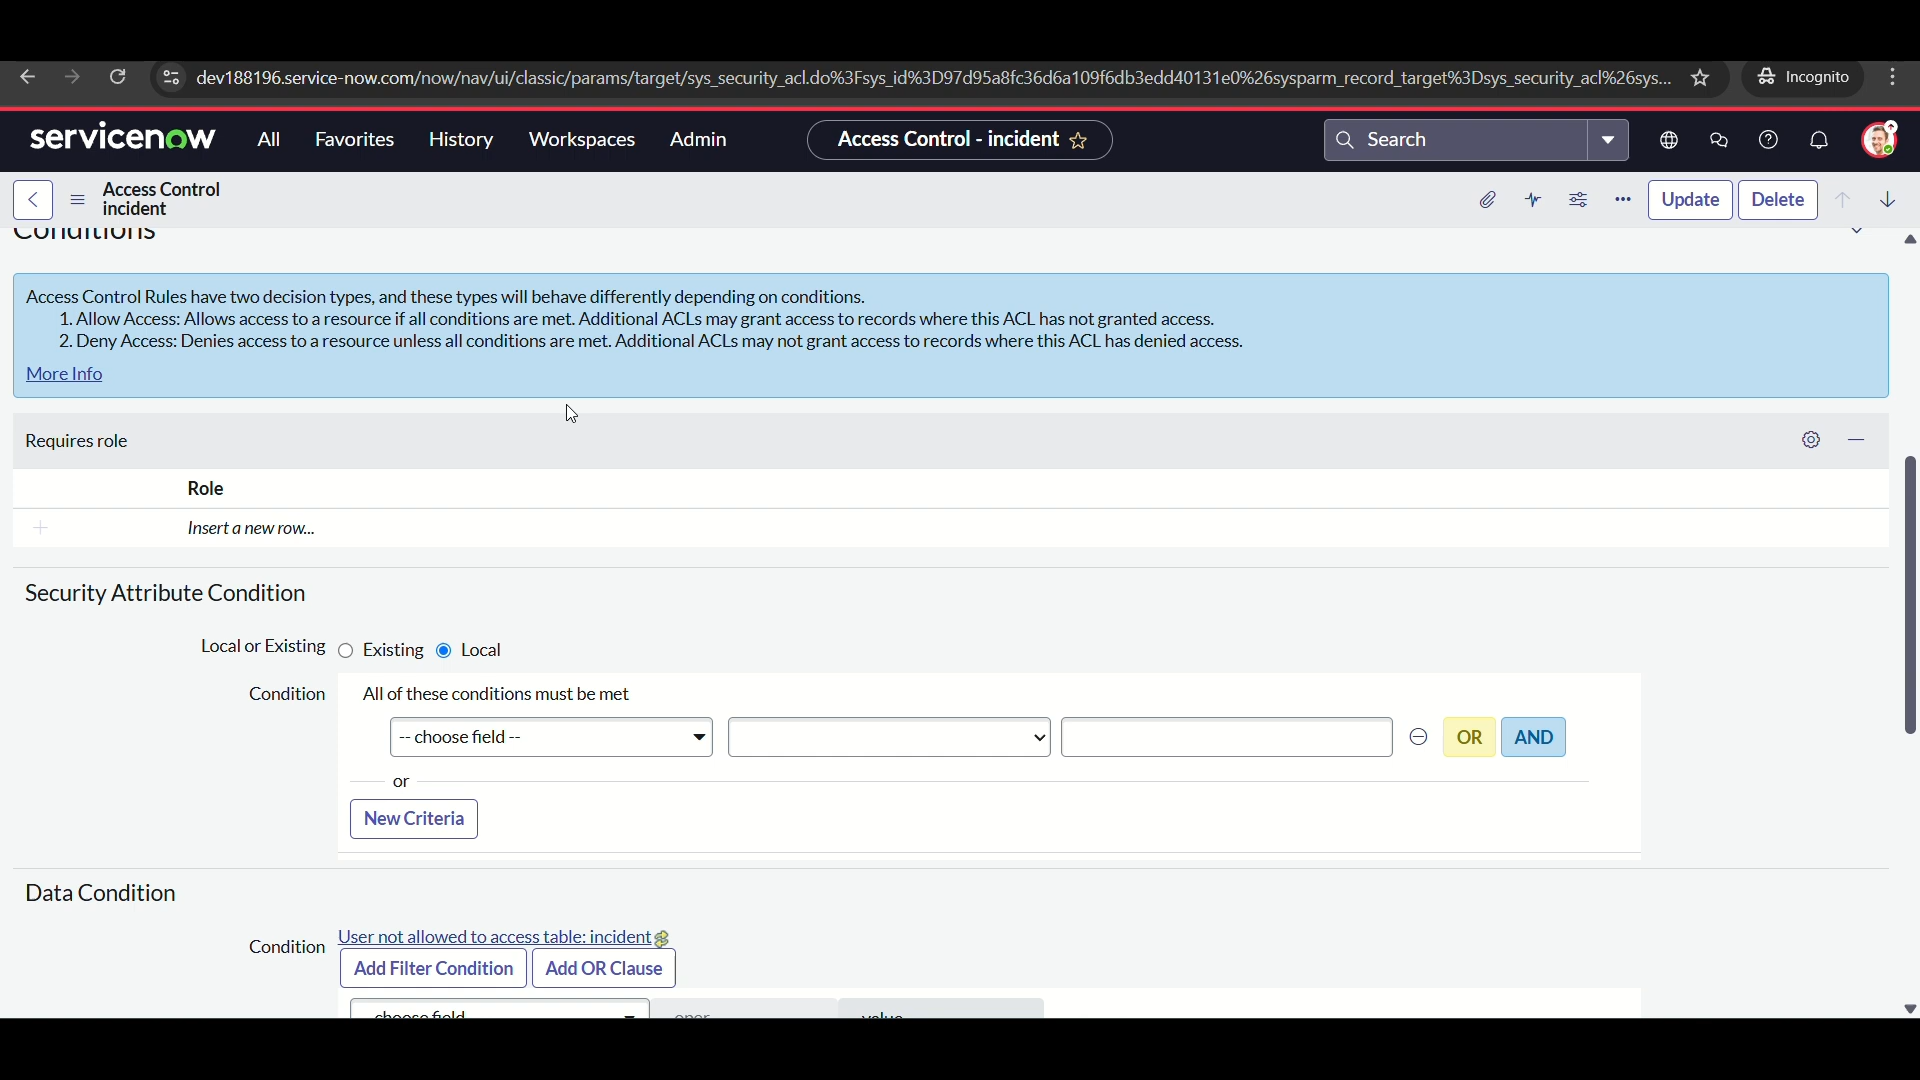 dev188196.service-now.com/now/nav/ui/classic/params/target/sys_security_acl.do%3Fsys_id%3D97d95a8fc36d6a109f6db3edd40131e0%26sysparm_record_target%3Dsys_security_acl%26sys...
Incognito
servicenow
All
Favorites
History
Workspaces
Admin
Access Control - incident
Search
Access Control
incident
Update
Delete
Conditions
Access Control Rules have two decision types, and these types will behave differently depending on conditions.
1. Allow Access: Allows access to a resource if all conditions are met. Additional ACLs may grant access to records where this ACL has not granted access.
2. Deny Access: Denies access to a resource unless all conditions are met. Additional ACLs may not grant access to records where this ACL has denied access.
More Info
Requires role
Role
Insert a new row...
Security Attribute Condition
Local or Existing
Existing
Local
Condition
All of these conditions must be met
-- choose field --
OR
AND
or
New Criteria
Data Condition
Condition
User not allowed to access table: incident
Add Filter Condition
Add OR Clause
choose field
oper
value